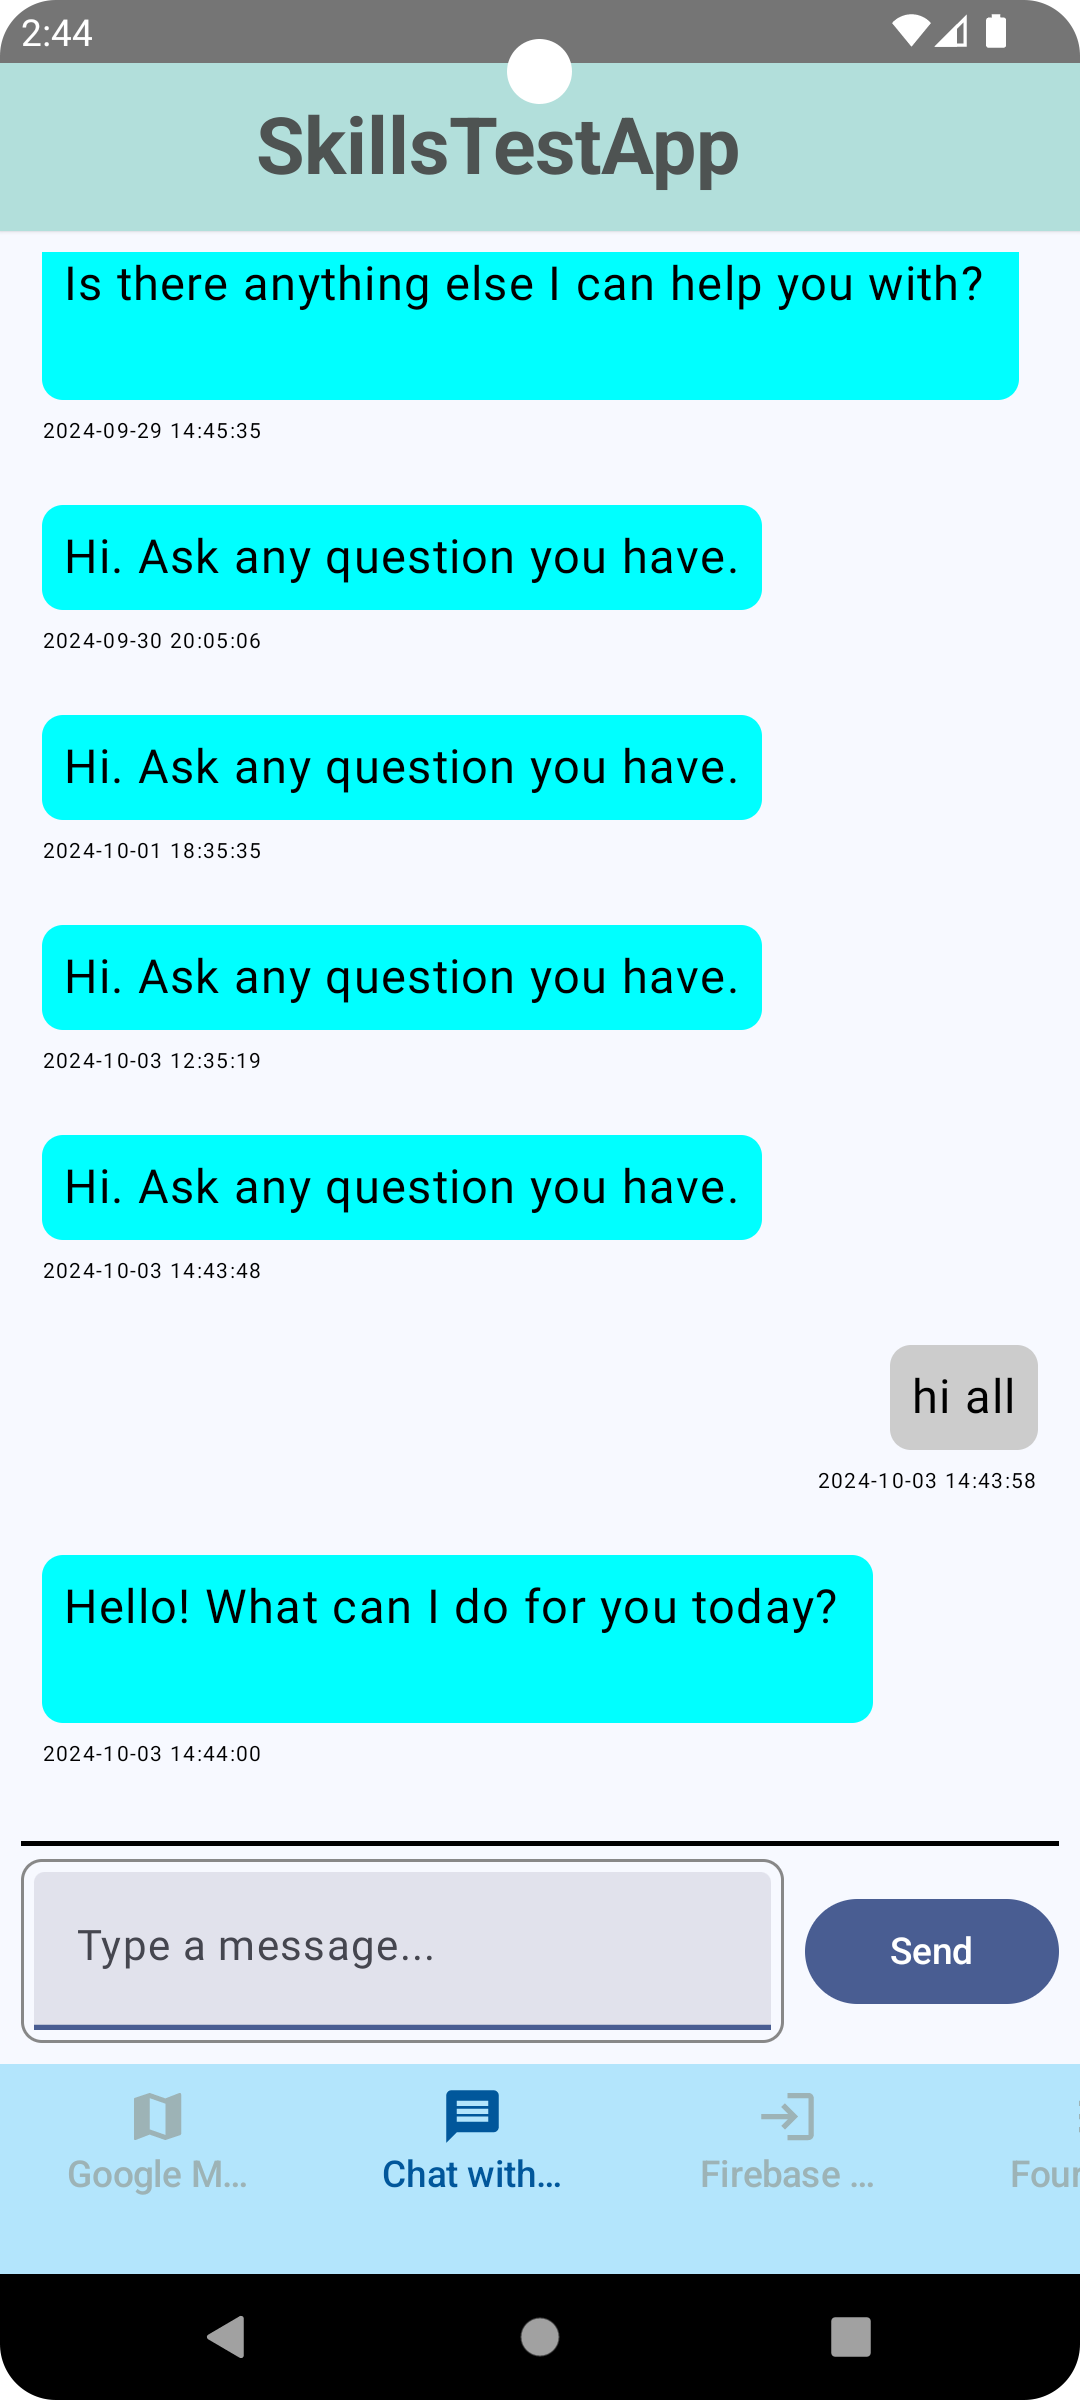 2:44
SkillsTestApp
Is there anything else I can help you with?
2024-09-29 14:45:35
Hi. Ask any question you have.
2024-09-30 20:05:06
Hi. Ask any question you have.
2024-10-01 18:35:35
Hi. Ask any question you have.
2024-10-03 12:35:19
Hi. Ask any question you have.
2024-10-03 14:43:48
hi all
2024-10-03 14:43:58
Hello! What can I do for you today?
2024-10-03 14:44:00
Type a message...
Send
Google M...
Chat with...
Firebase ...
Four